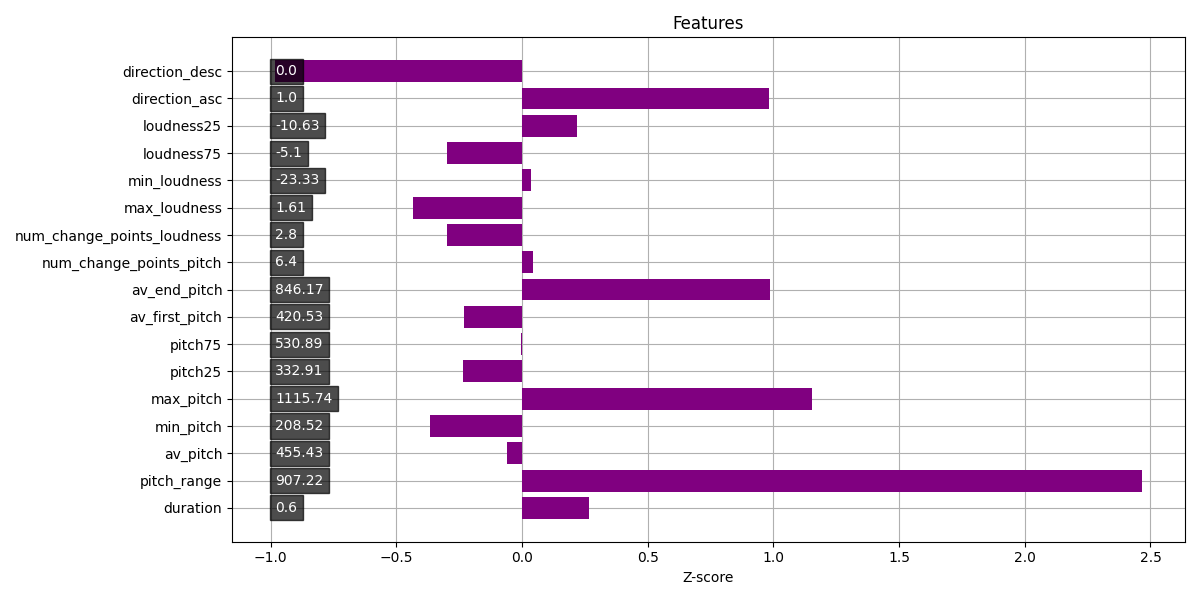 Features
direction_desc 0.0
direction_asc 1.0
loudness25 -10.63
loudness75 -5.1
min_loudness -23.33
max_loudness 1.61
num_change_points_loudness 2.8
num_change_points_pitch 6.4
av_end_pitch 846.17
av_first_pitch 420.53
pitch75 530.89
pitch25 332.91
max_pitch 1115.74
min_pitch 208.52
av_pitch 455.43
pitch_range 907.22
duration 0.6
−1.0 −0.5 0.0 0.5 1.0 1.5 2.0 2.5
Z-score